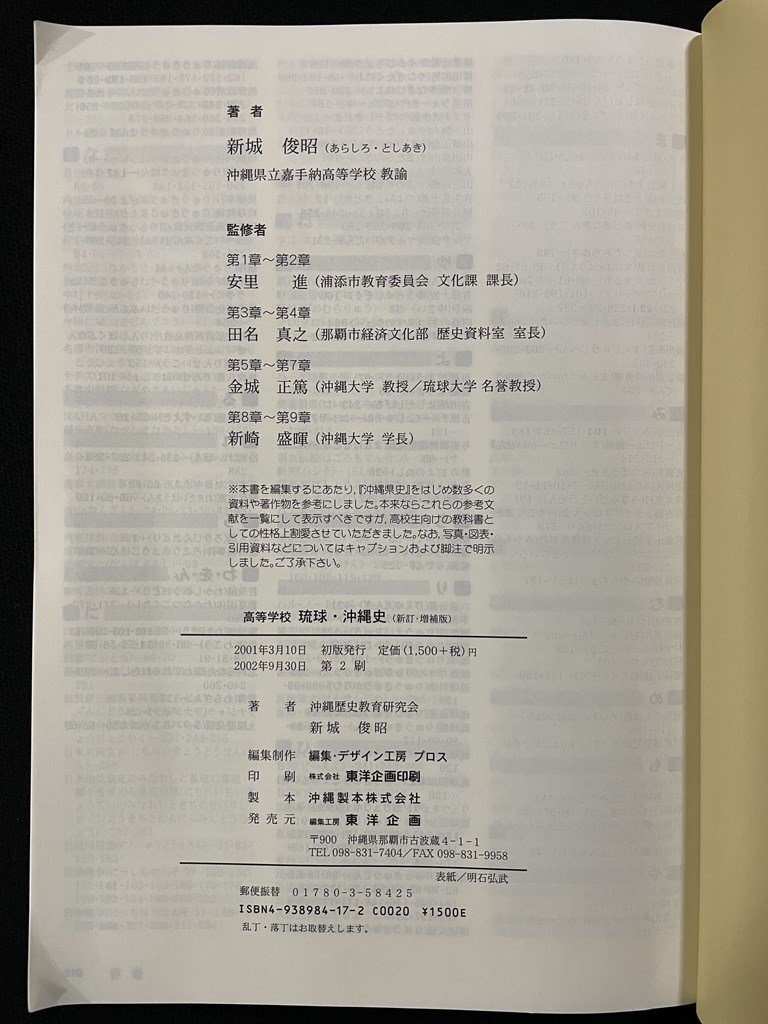 著 者
新城 俊昭(あらしろ・としあき)
沖縄県立嘉手納高等学校 教諭
監修者
第1章〜第2章
安里 進(浦添市教育委員会 文化課 課長)
第3章〜第4章
田名 真之(那覇市経済文化部 歴史資料室 室長)
第5章〜第7章
金城 正篤(沖縄大学 教授/琉球大学 名誉教授)
第8章〜第9章
新崎 盛暉(沖縄大学 学長)
※本書を編集するにあたり,『沖縄県史』をはじめ数多くの
資料や著作物を参考にしました。本来ならこれらの参考文
献を一覧にして表示すべきですが,高校生向けの教科書と
しての性格上割愛させていただきました。なお,写真・図表・
引用資料などについてはキャプションおよび脚注で明示
しました。ご了承下さい。
高等学校 琉球・沖縄史(新訂・増補版)
2001年3月10日 初版発行 定価(1,500+税)円
2002年9月30日 第2刷
著 者 沖縄歴史教育研究会
新城 俊昭
編集制作 編集・デザイン工房 プロス
印 刷 株式会社 東洋企画印刷
製 本 沖縄製本株式会社
発売元 編集工房 東洋企画
〒900 沖縄県那覇市古波蔵4-1-1
TEL 098-831-7404/FAX 098-831-9958
表紙/明石弘武
郵便振替 01780-3-58425
ISBN4-938984-17-2 C0020 ¥1500E
乱丁・落丁はお取替えします。